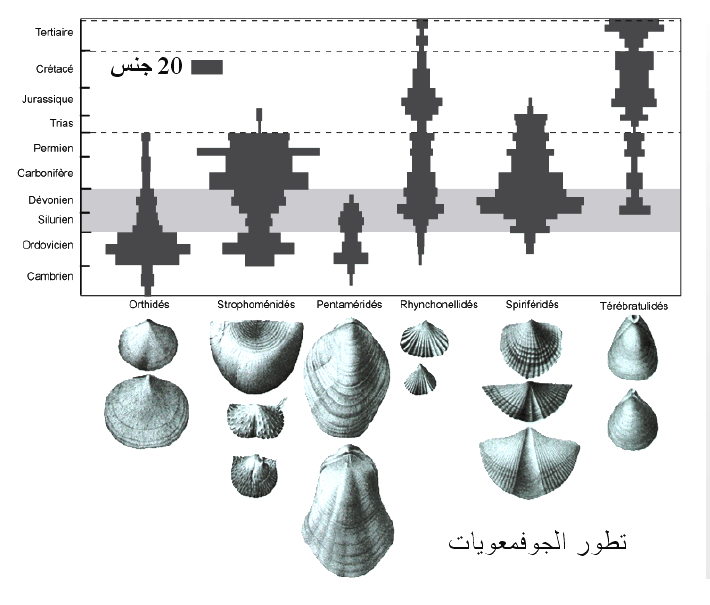 Tertiaire
Crétacé
20 جنس
Jurassique
Trias
Permien
Carbonifère
Dévonien
Silurien
Ordovicien
Cambrien
Orthidés Strophoménidés Pentaméridés Rhynchonellidés Spiriféridés Térébratulidés
تطور الجوفمعويات